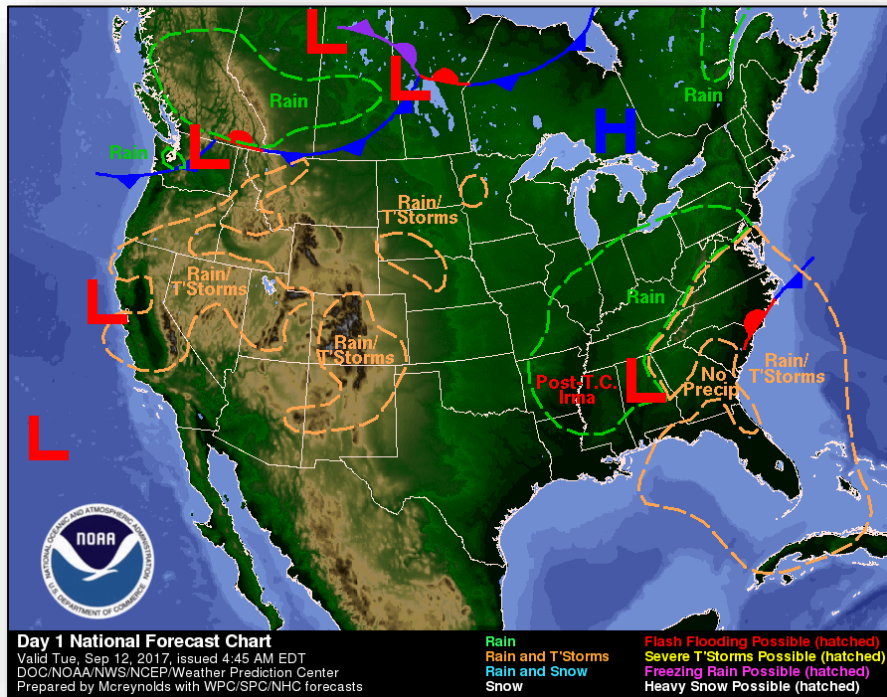 L
L
H
Rain
Rain
L
Rain
Rain/
T'Storms
L
Rain/
T'Storms
Rain
Rain/
T'Storms
Post-T.C.
Irma
L
No
Precip
Rain/
T'Storms
L
NATIONAL OCEANIC AND ATMOSPHERIC ADMINISTRATION
NOAA
U.S. DEPARTMENT OF COMMERCE
Day 1 National Forecast Chart
Valid Tue, Sep 12, 2017, issued 4:45 AM EDT
DOC/NOAA/NWS/NCEP/Weather Prediction Center
Prepared by Mcreynolds with WPC/SPC/NHC forecasts
Rain
Rain and T'Storms
Rain and Snow
Snow
Flash Flooding Possible (hatched)
Severe T'Storms Possible (hatched)
Freezing Rain Possible (hatched)
Heavy Snow Possible (hatched)